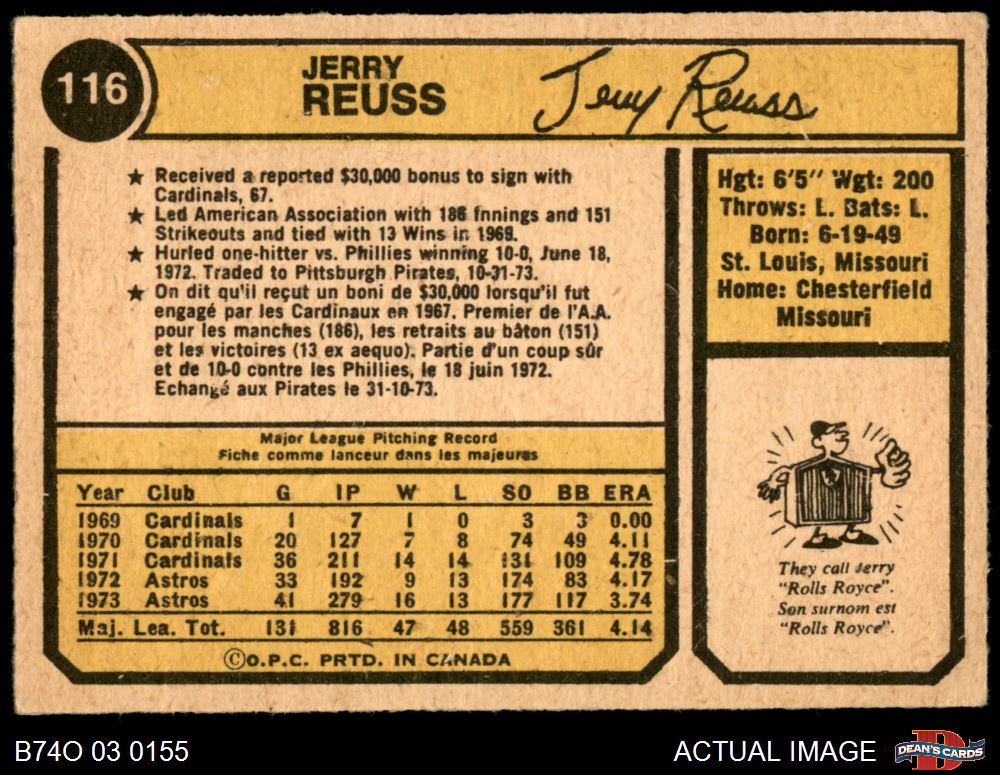 116
JERRY
REUSS
Jerry Reuss
★ Received a reported $30,000 bonus to sign with
Cardinals, 67.
★ Led American Association with 186 Innings and 151
Strikeouts and tied with 13 Wins in 1969.
★ Hurled one-hitter vs. Phillies winning 10-0, June 18,
1972. Traded to Pittsburgh Pirates, 10-31-73.
★ On dit qu'il reçut un boni de $30,000 lorsqu'il fut
engagé par les Cardinaux en 1967. Premier de l'A.A.
pour les manches (186), les retraits au bâton (151)
et les victoires (13 ex aequo). Partie d'un coup sûr
et de 10-0 contre les Phillies, le 18 juin 1972.
Echangé aux Pirates le 31-10-73.
Hgt: 6'5" Wgt: 200
Throws: L. Bats: L.
Born: 6-19-49
St. Louis, Missouri
Home: Chesterfield
Missouri
Major League Pitching Record
Fiche comme lanceur dans les majeures
Year Club G IP W L SO BB ERA
1969 Cardinals 1 7 1 0 3 3 0.00
1970 Cardinals 20 127 7 8 74 49 4.11
1971 Cardinals 36 211 14 14 131 109 4.78
1972 Astros 33 192 9 13 174 83 4.17
1973 Astros 41 279 16 13 177 117 3.74
Maj. Lea. Tot. 131 816 47 48 559 361 4.14
©O.P.C. PRTD. IN CANADA
They call Jerry
"Rolls Royce".
Son surnom est
"Rolls Royce".
B74O 03 0155
ACTUAL IMAGE
DEAN'S CARDS